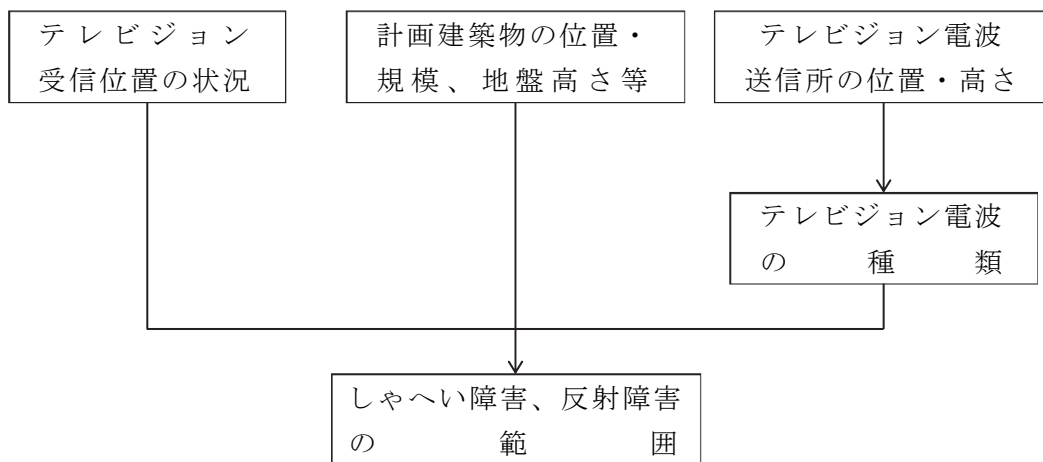 テレビジョン
受信位置の状況
計画建築物の位置・
規模、地盤高さ等
テレビジョン電波
送信所の位置・高さ
テレビジョン電波
の種類
しゃへい障害、反射障害
の範囲